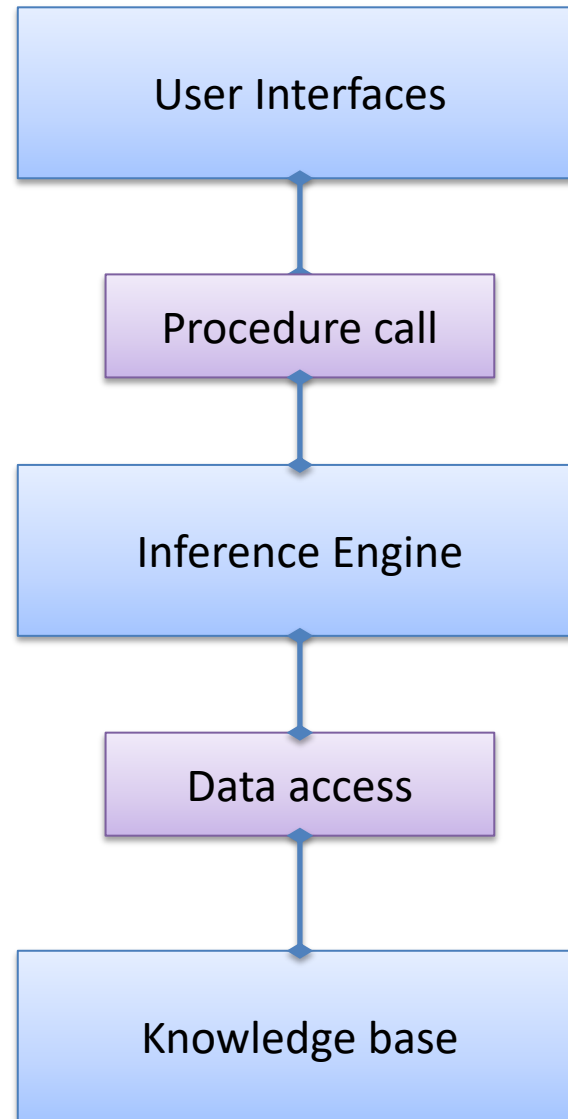 User Interfaces
Procedure call
Inference Engine
Data access
Knowledge base